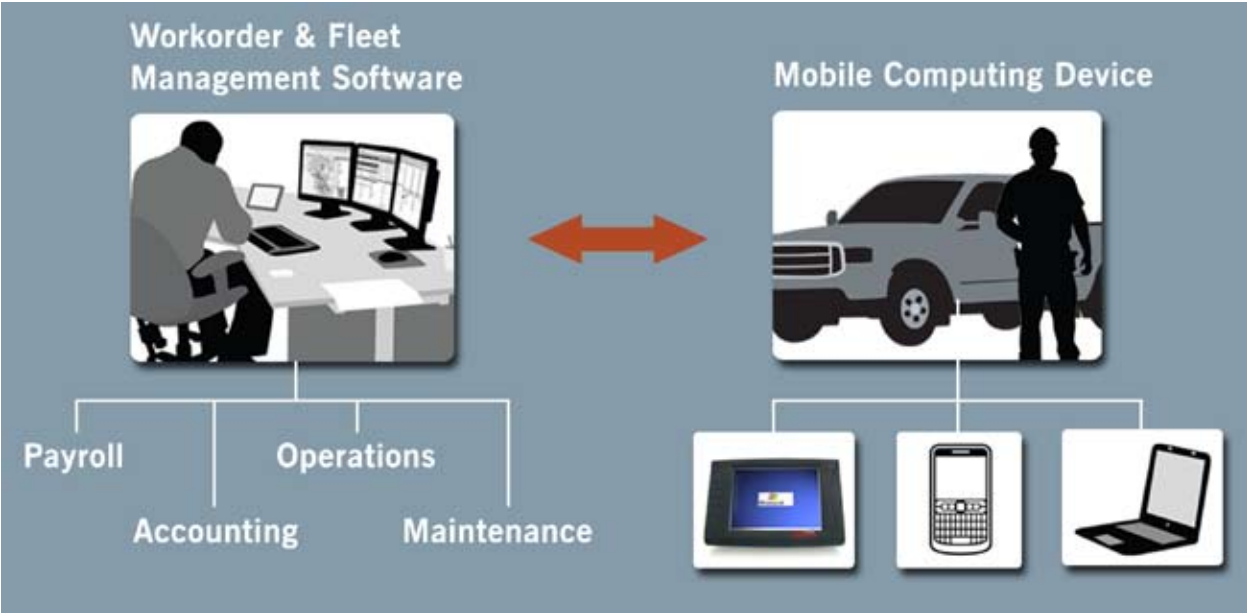 Workorder & Fleet
Management Software
Mobile Computing Device
Payroll
Operations
Accounting
Maintenance